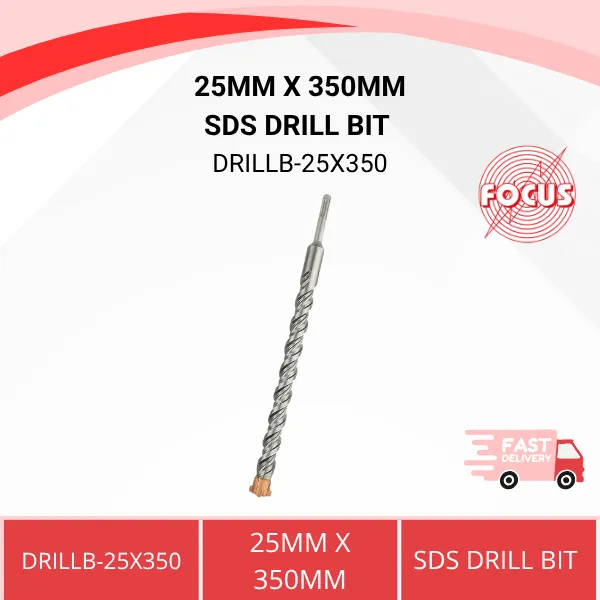 25MM X 350MM
SDS DRILL BIT
DRILLB-25X350
FOCUS
FAST
DELIVERY
DRILLB-25X350
25MM X
350MM
SDS DRILL BIT